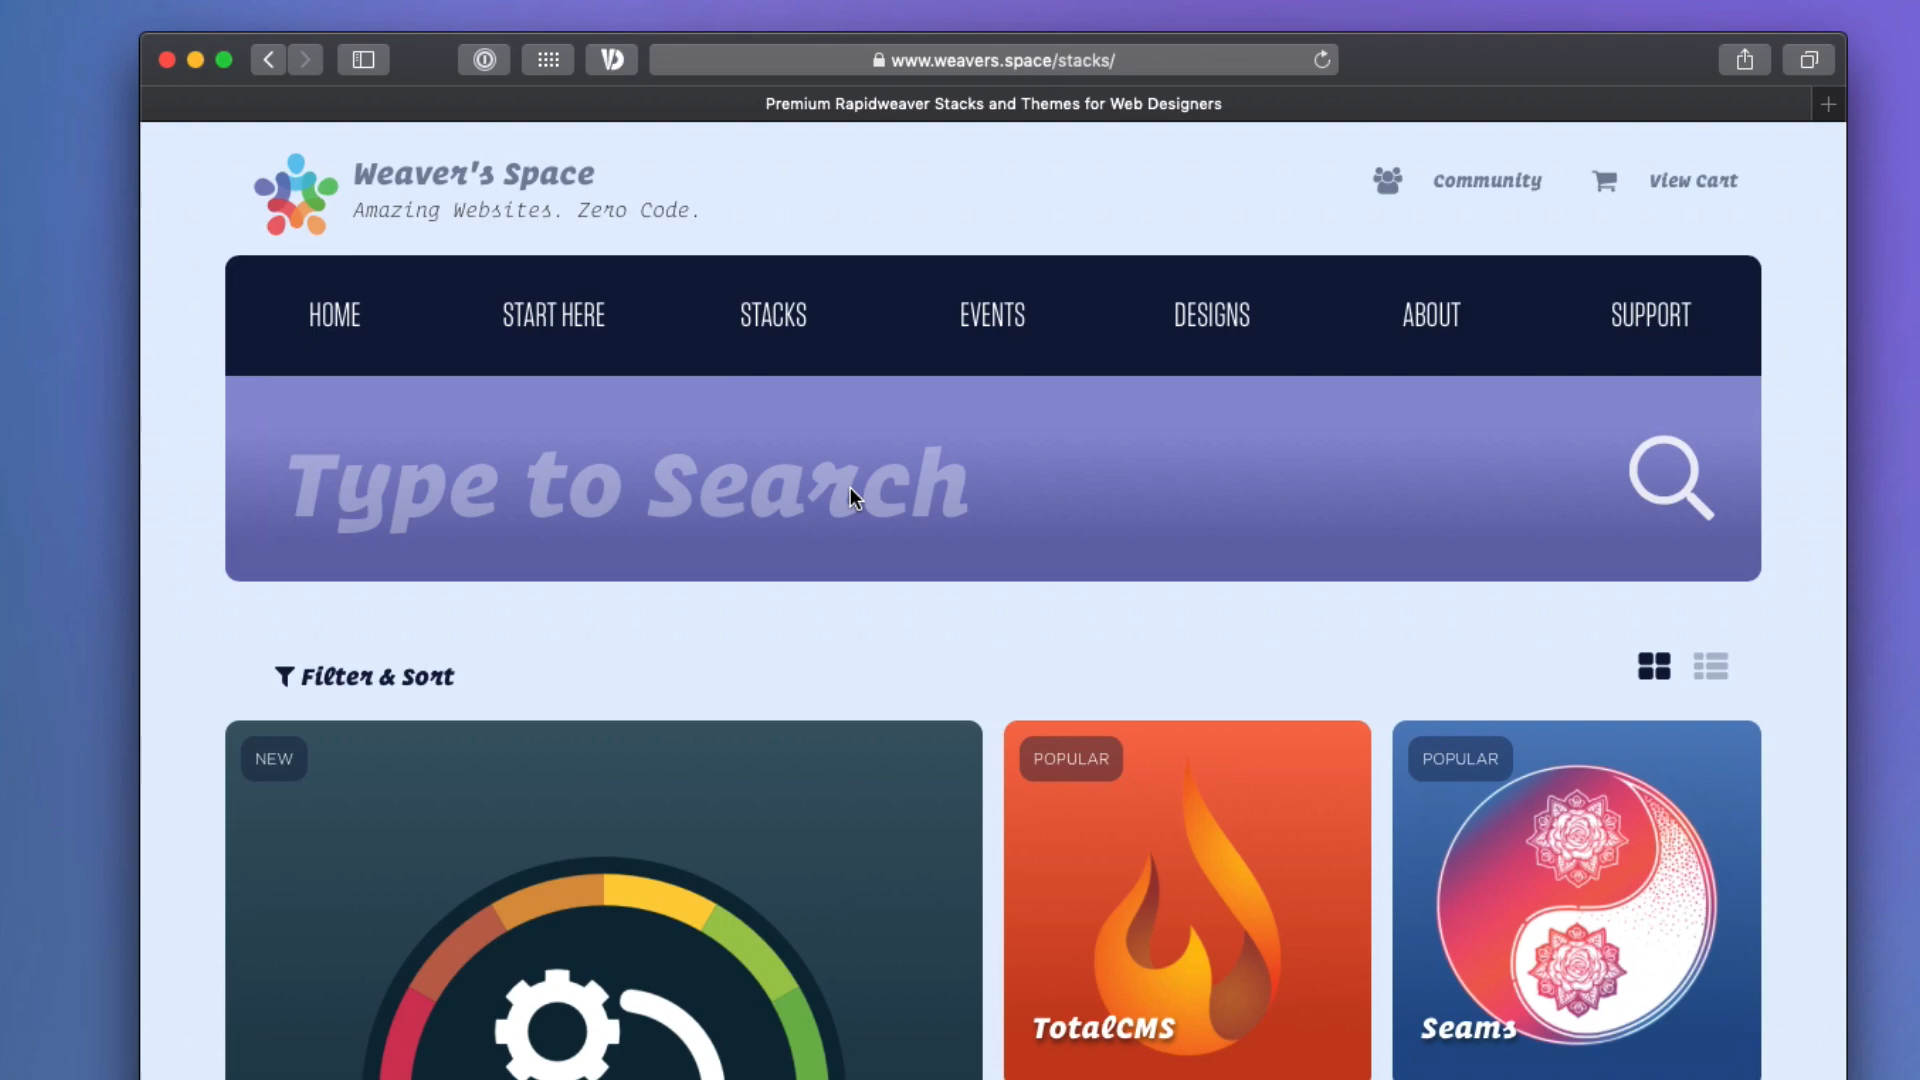 www.weavers.space/stacks/
Premium Rapidweaver Stacks and Themes for Web Designers
Weaver's Space
Amazing Websites. Zero Code.
Community
View Cart
HOME
START HERE
STACKS
EVENTS
DESIGNS
ABOUT
SUPPORT
Type to Search
Filter & Sort
NEW
POPULAR
POPULAR
TotalCMS
Seams